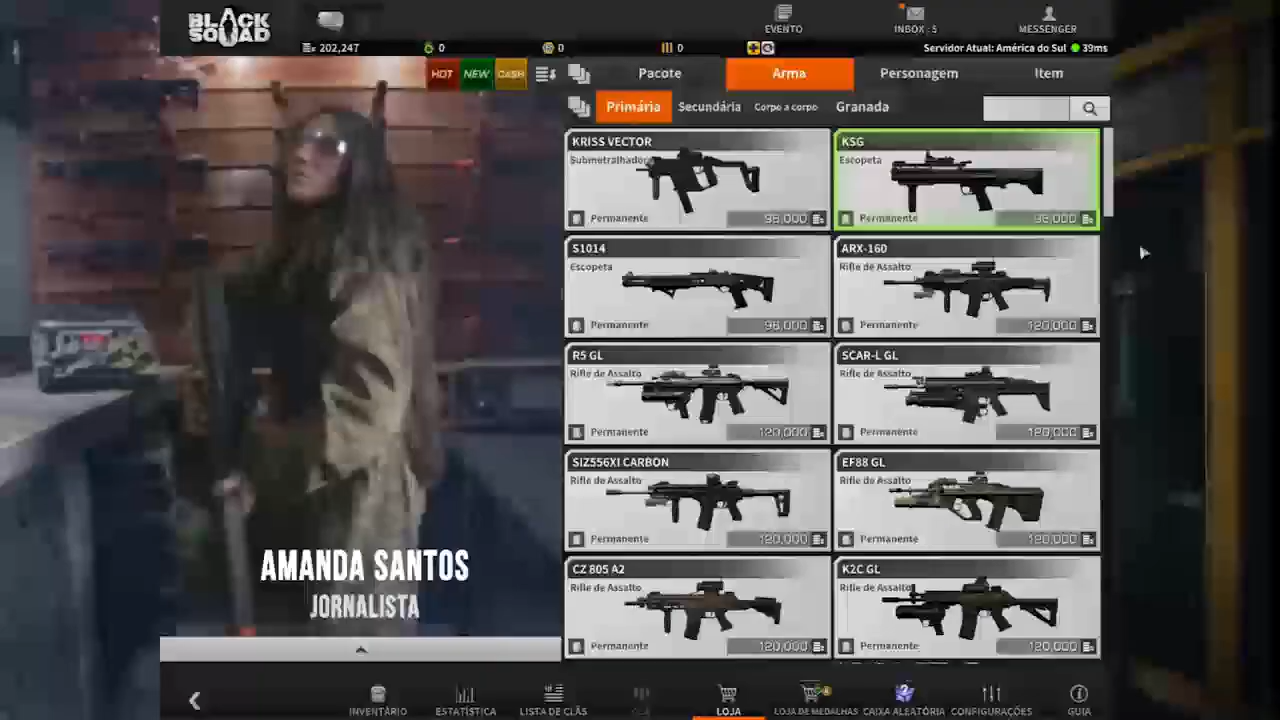 BLACK SQUAD
EVENTO
INBOX : 5
MESSENGER
202,247
0
0
0
Servidor Atual: América do Sul 39ms
HOT NEW CASH
Pacote Arma Personagem Item
Primária Secundária Corpo a corpo Granada
KRISS VECTOR
Submetralhadora
Permanente 98,000
KSG
Escopeta
Permanente 98,000
S1014
Escopeta
Permanente 98,000
ARX-160
Rifle de Assalto
Permanente 120,000
R5 GL
Rifle de Assalto
Permanente 120,000
SCAR-L GL
Rifle de Assalto
Permanente 120,000
SIZ556XI CARBON
Rifle de Assalto
Permanente 120,000
EF88 GL
Rifle de Assalto
Permanente 120,000
CZ 805 A2
Rifle de Assalto
Permanente 120,000
K2C GL
Rifle de Assalto
Permanente 120,000
AMANDA SANTOS
JORNALISTA
INVENTÁRIO ESTATÍSTICA LISTA DE CLÃS LOJA LOJA DE MEDALHAS CAIXA ALEATÓRIA CONFIGURAÇÕES GUIA